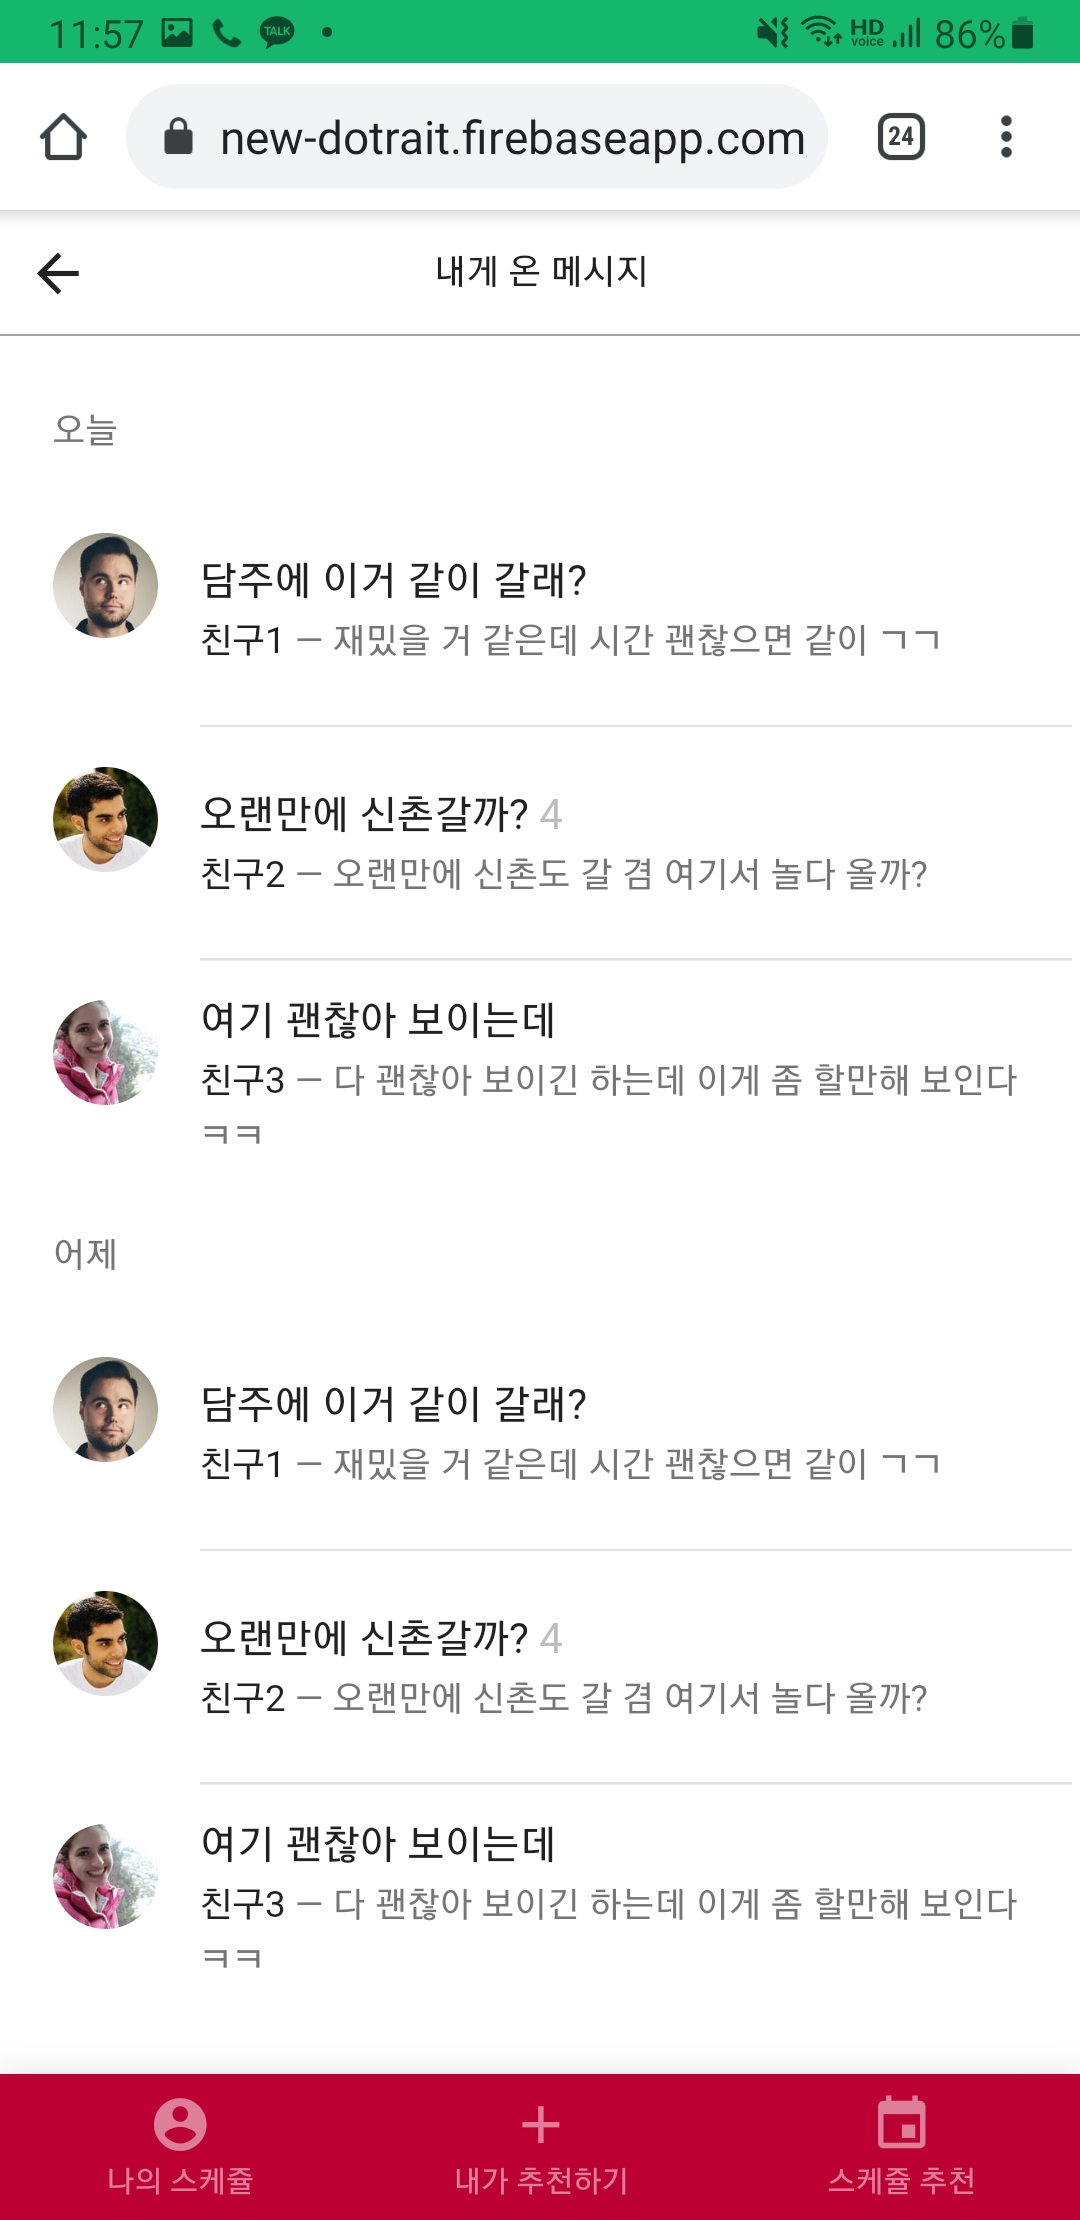 11:57 TALK HD voice 86%
new-dotrait.firebaseapp.com 24
내게 온 메시지
오늘
담주에 이거 같이 갈래?
친구1 — 재밌을 거 같은데 시간 괜찮으면 같이 ㄱㄱ
오랜만에 신촌갈까? 4
친구2 — 오랜만에 신촌도 갈 겸 여기서 놀다 올까?
여기 괜찮아 보이는데
친구3 — 다 괜찮아 보이긴 하는데 이게 좀 할만해 보인다
ㅋㅋ
어제
담주에 이거 같이 갈래?
친구1 — 재밌을 거 같은데 시간 괜찮으면 같이 ㄱㄱ
오랜만에 신촌갈까? 4
친구2 — 오랜만에 신촌도 갈 겸 여기서 놀다 올까?
여기 괜찮아 보이는데
친구3 — 다 괜찮아 보이긴 하는데 이게 좀 할만해 보인다
ㅋㅋ
나의 스케쥴 내가 추천하기 스케쥴 추천